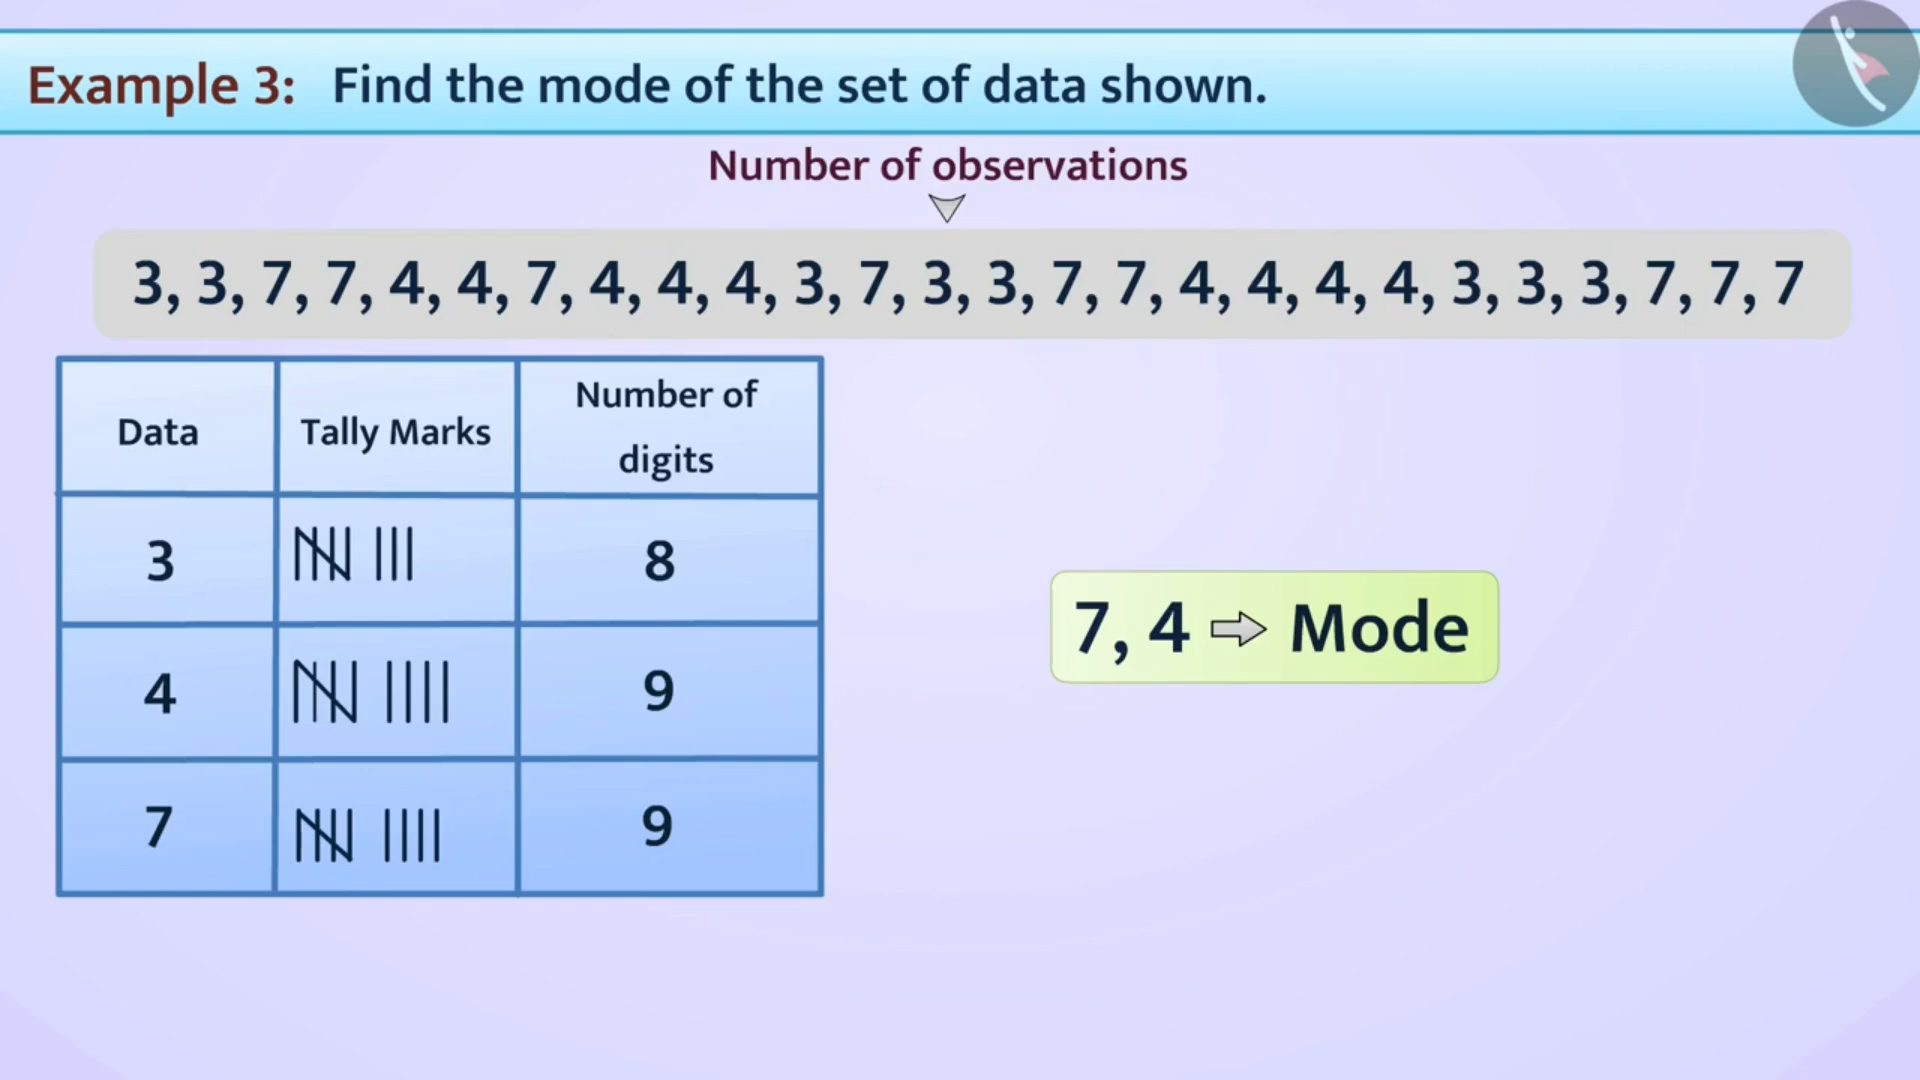 Example 3: Find the mode of the set of data shown.
Number of observations
3, 3, 7, 7, 4, 4, 7, 4, 4, 4, 3, 7, 3, 3, 7, 7, 4, 4, 4, 4, 3, 3, 3, 7, 7, 7
Data Tally Marks Number of digits
3 8
4 9
7 9
7, 4 ⇨ Mode